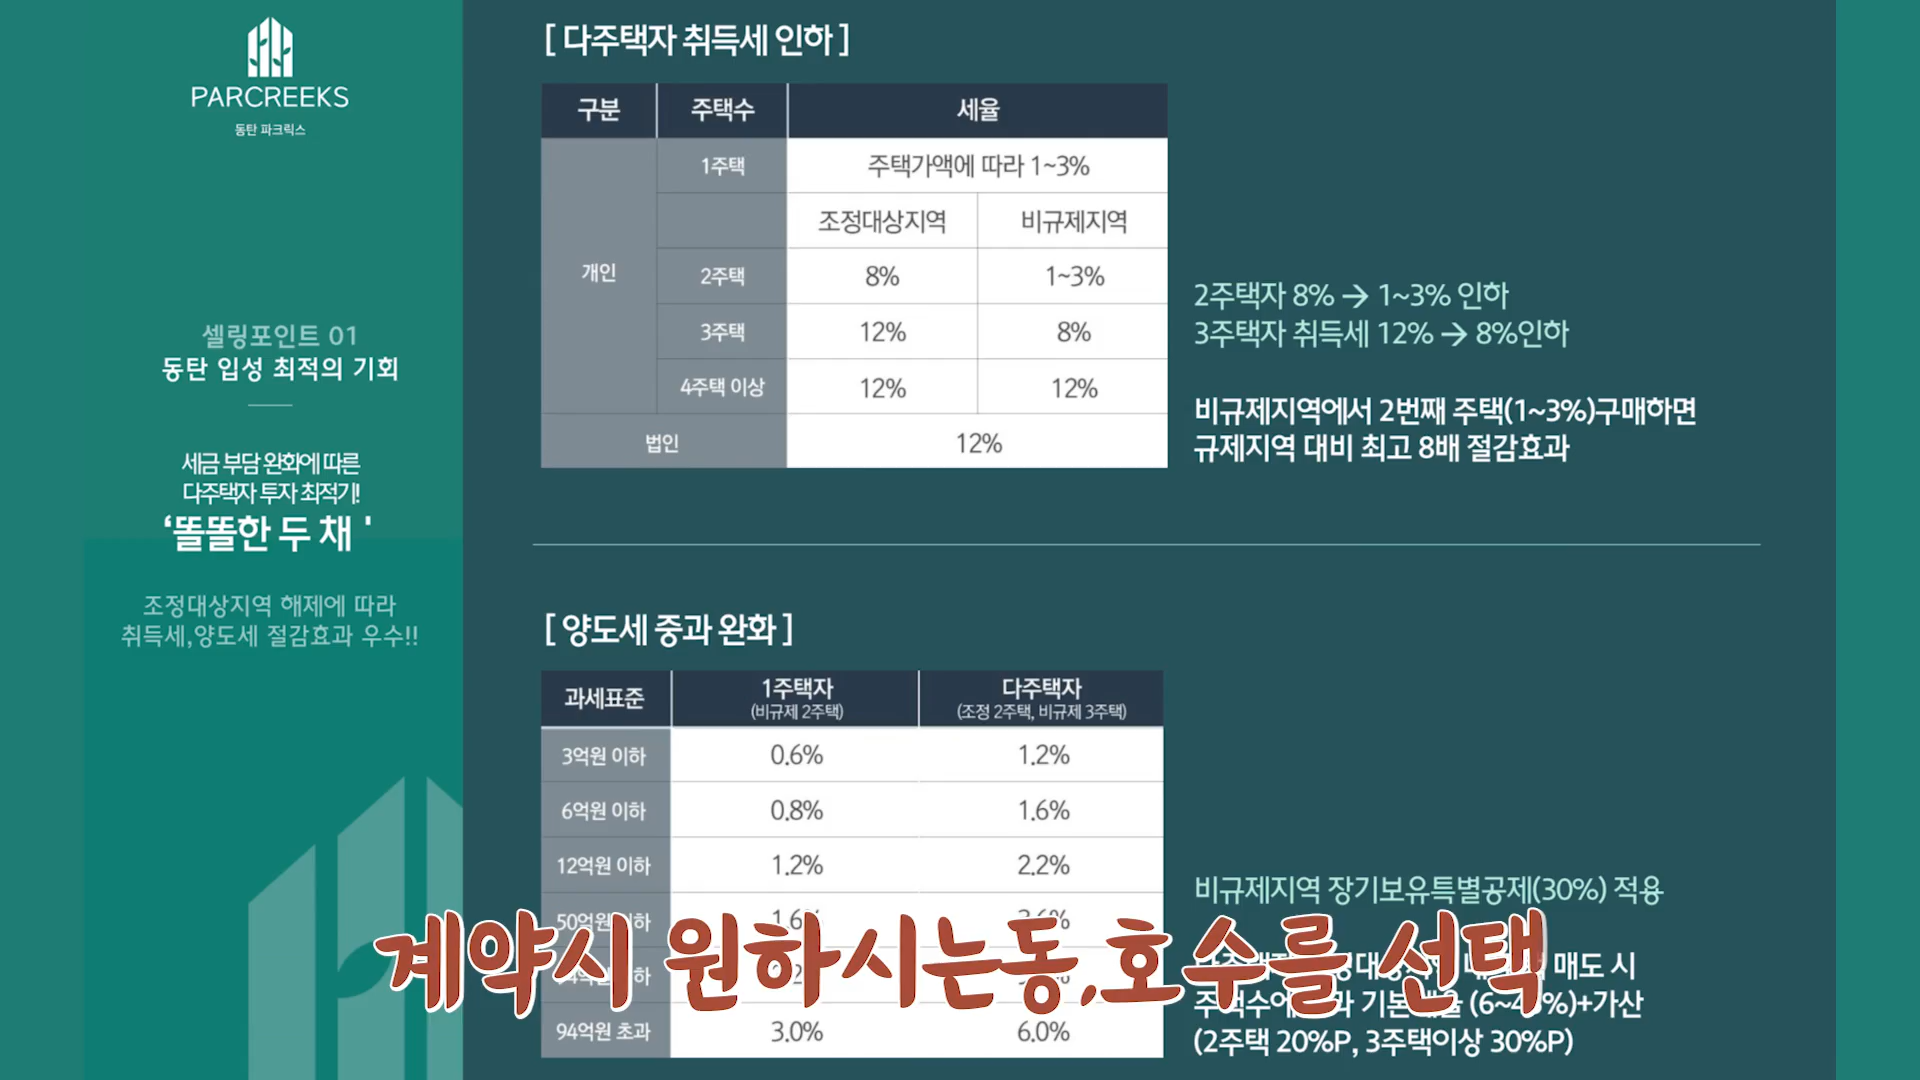 PARCREEKS
동탄 파크릭스
셀링포인트 01
동탄 입성 최적의 기회
세금 부담 완화에 따른
다주택자 투자 최적기!
‘똘똘한 두 채 '
조정대상지역 해제에 따라
취득세,양도세 절감효과 우수!!
[ 다주택자 취득세 인하 ]
구분 주택수 세율
개인
1주택 주택가액에 따라 1~3%
조정대상지역 비규제지역
2주택 8% 1~3%
3주택 12% 8%
4주택 이상 12% 12%
법인 12%
2주택자 8% → 1~3% 인하
3주택자 취득세 12% → 8%인하
비규제지역에서 2번째 주택(1~3%)구매하면
규제지역 대비 최고 8배 절감효과
[ 양도세 중과 완화 ]
과세표준 1주택자 다주택자
(비규제 2주택) (조정 2주택, 비규제 3주택)
3억원 이하 0.6% 1.2%
6억원 이하 0.8% 1.6%
12억원 이하 1.2% 2.2%
50억원 이하
94억원 초과 3.0% 6.0%
비규제지역 장기보유특별공제(30%) 적용
매도 시
기본
+가산
(2주택 20%P, 3주택이상 30%P)
계약시 원하시는동,호수를 선택